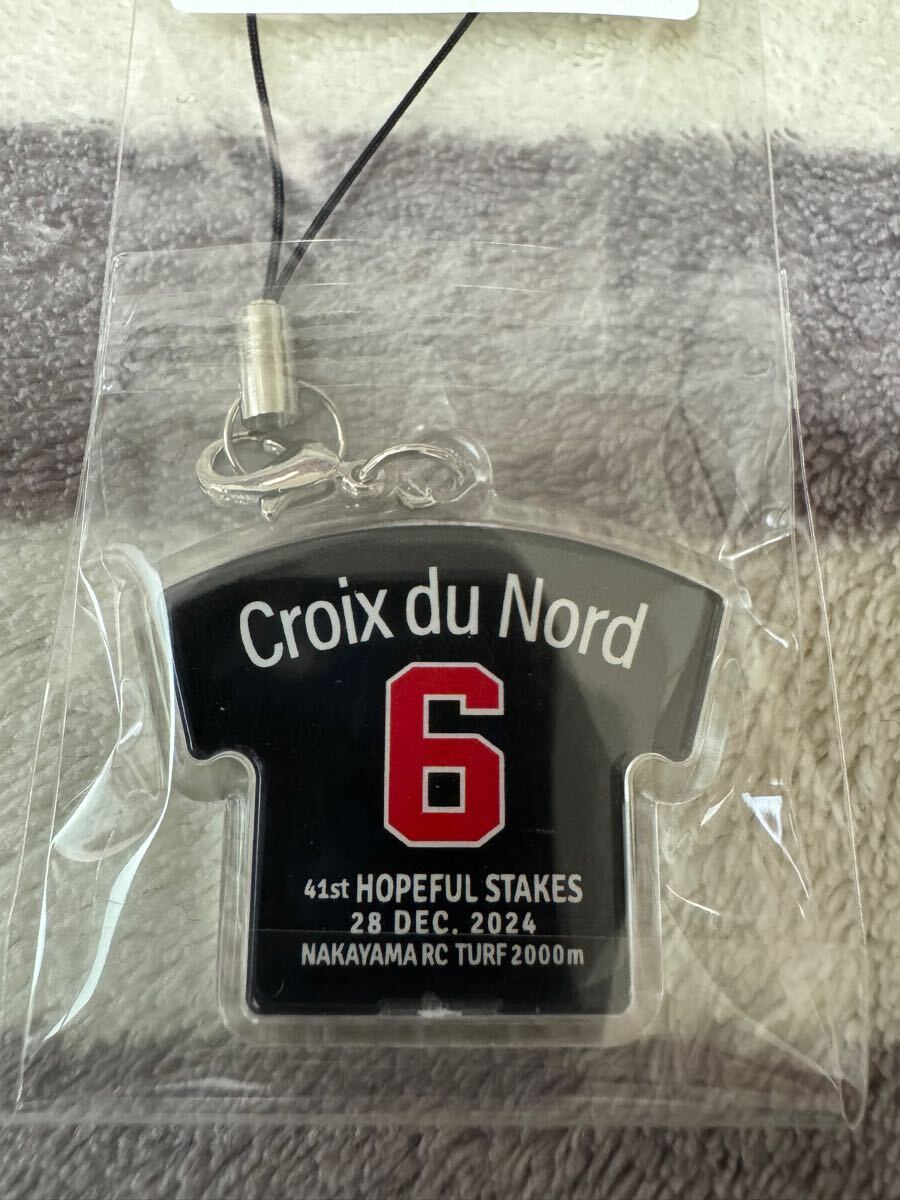 Croix du Nord
6
41st HOPEFUL STAKES
28 DEC. 2024
NAKAYAMA RC TURF 2000m